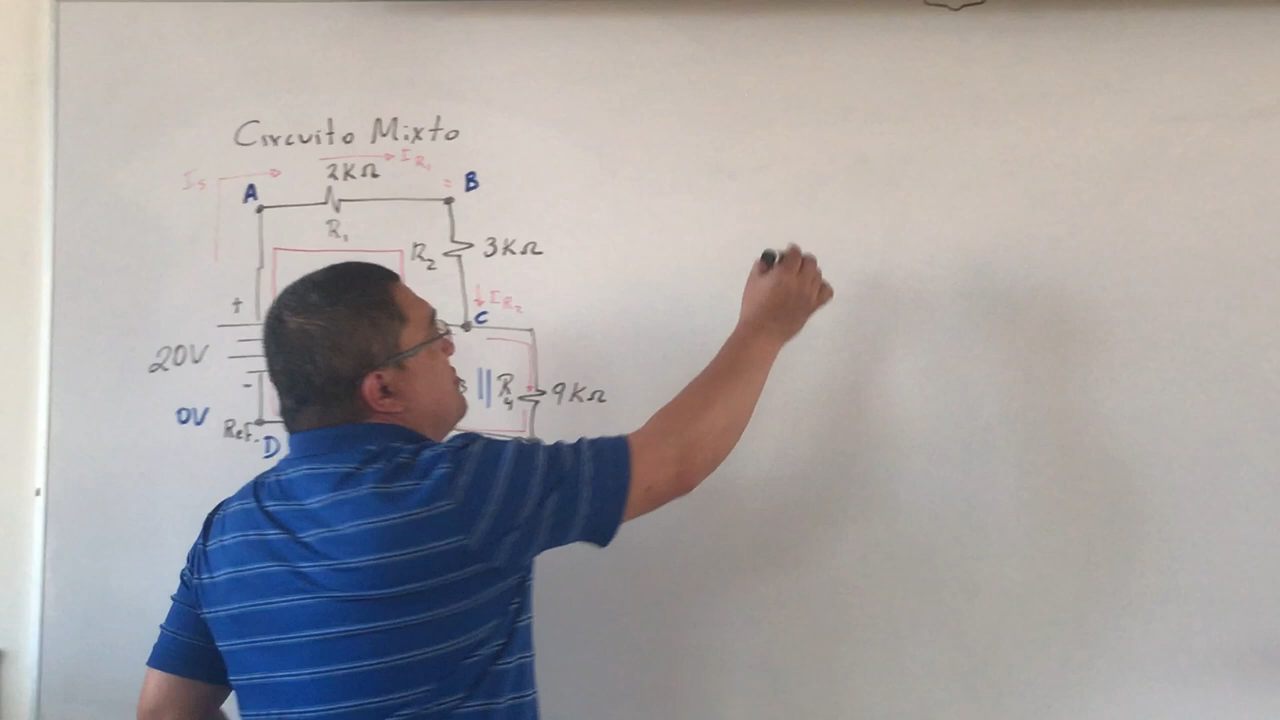 Circuito Mixto
Is
IR1
2KΩ
=
A
B
R1
R2
3KΩ
+
IR2
C
20V
-
||
R4
9KΩ
0V
Ref.
D